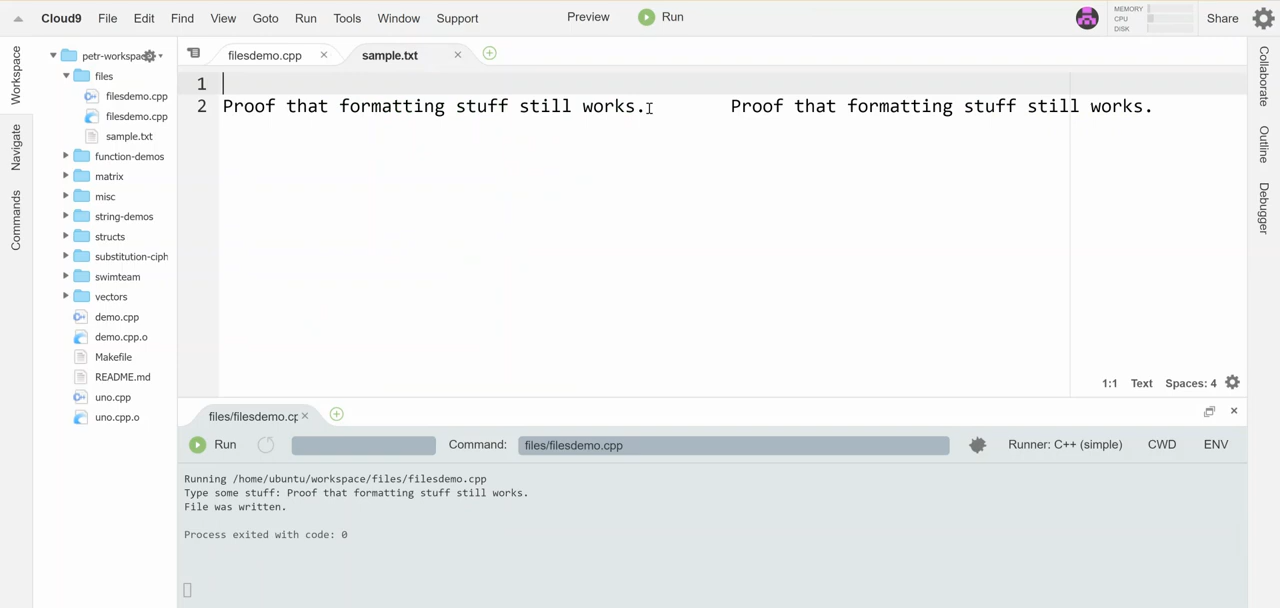 Cloud9 File Edit Find View Goto Run Tools Window Support Preview Run MEMORY CPU DISK Share
Workspace
Navigate
Commands
petr-workspac
files
filesdemo.cpp
filesdemo.cpp
sample.txt
function-demos
matrix
misc
string-demos
structs
substitution-ciph
swimteam
vectors
demo.cpp
demo.cpp.o
Makefile
README.md
uno.cpp
uno.cpp.o
filesdemo.cpp sample.txt
1
2 Proof that formatting stuff still works. Proof that formatting stuff still works.
1:1 Text Spaces: 4
files/filesdemo.cp
Run Command: files/filesdemo.cpp Runner: C++ (simple) CWD ENV
Running /home/ubuntu/workspace/files/filesdemo.cpp
Type some stuff: Proof that formatting stuff still works.
File was written.
Process exited with code: 0
Collaborate
Outline
Debugger